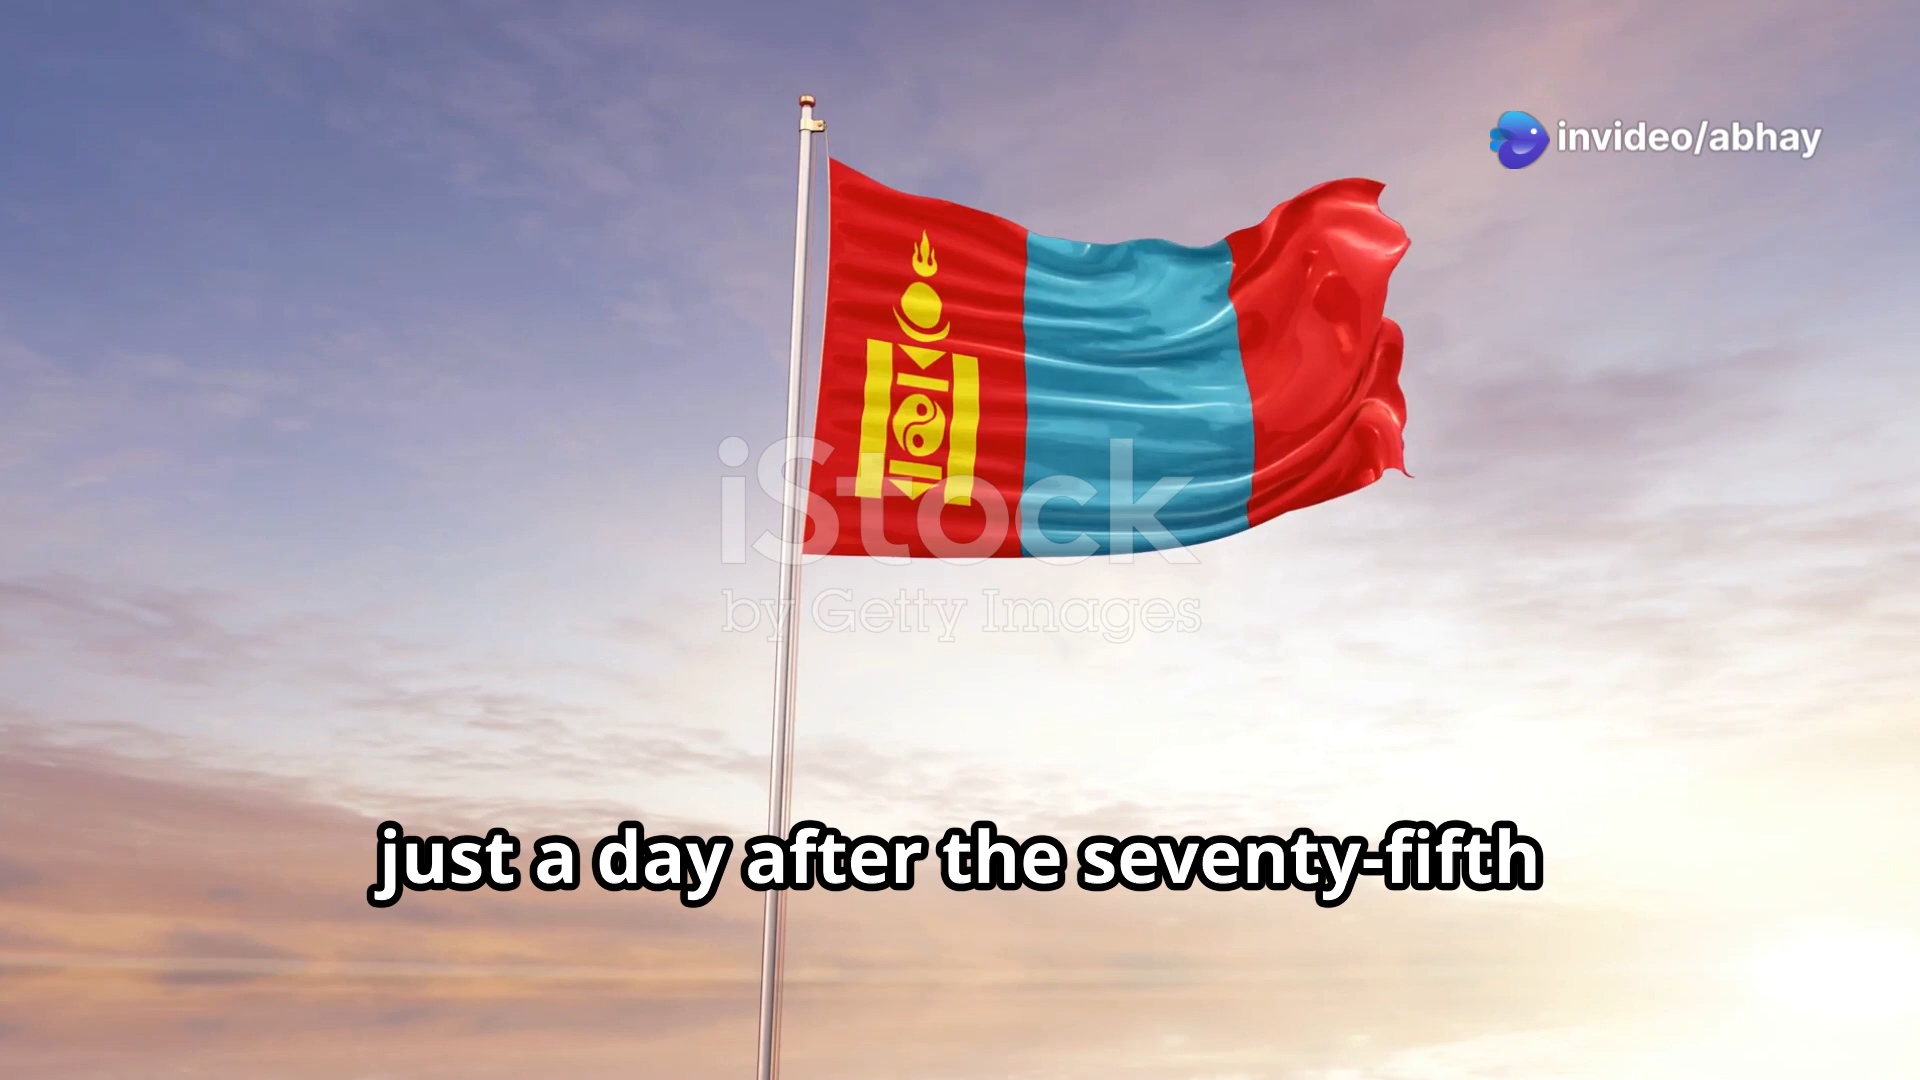 invideo/abhay
iStock
by Getty Images
just a day after the seventy-fifth